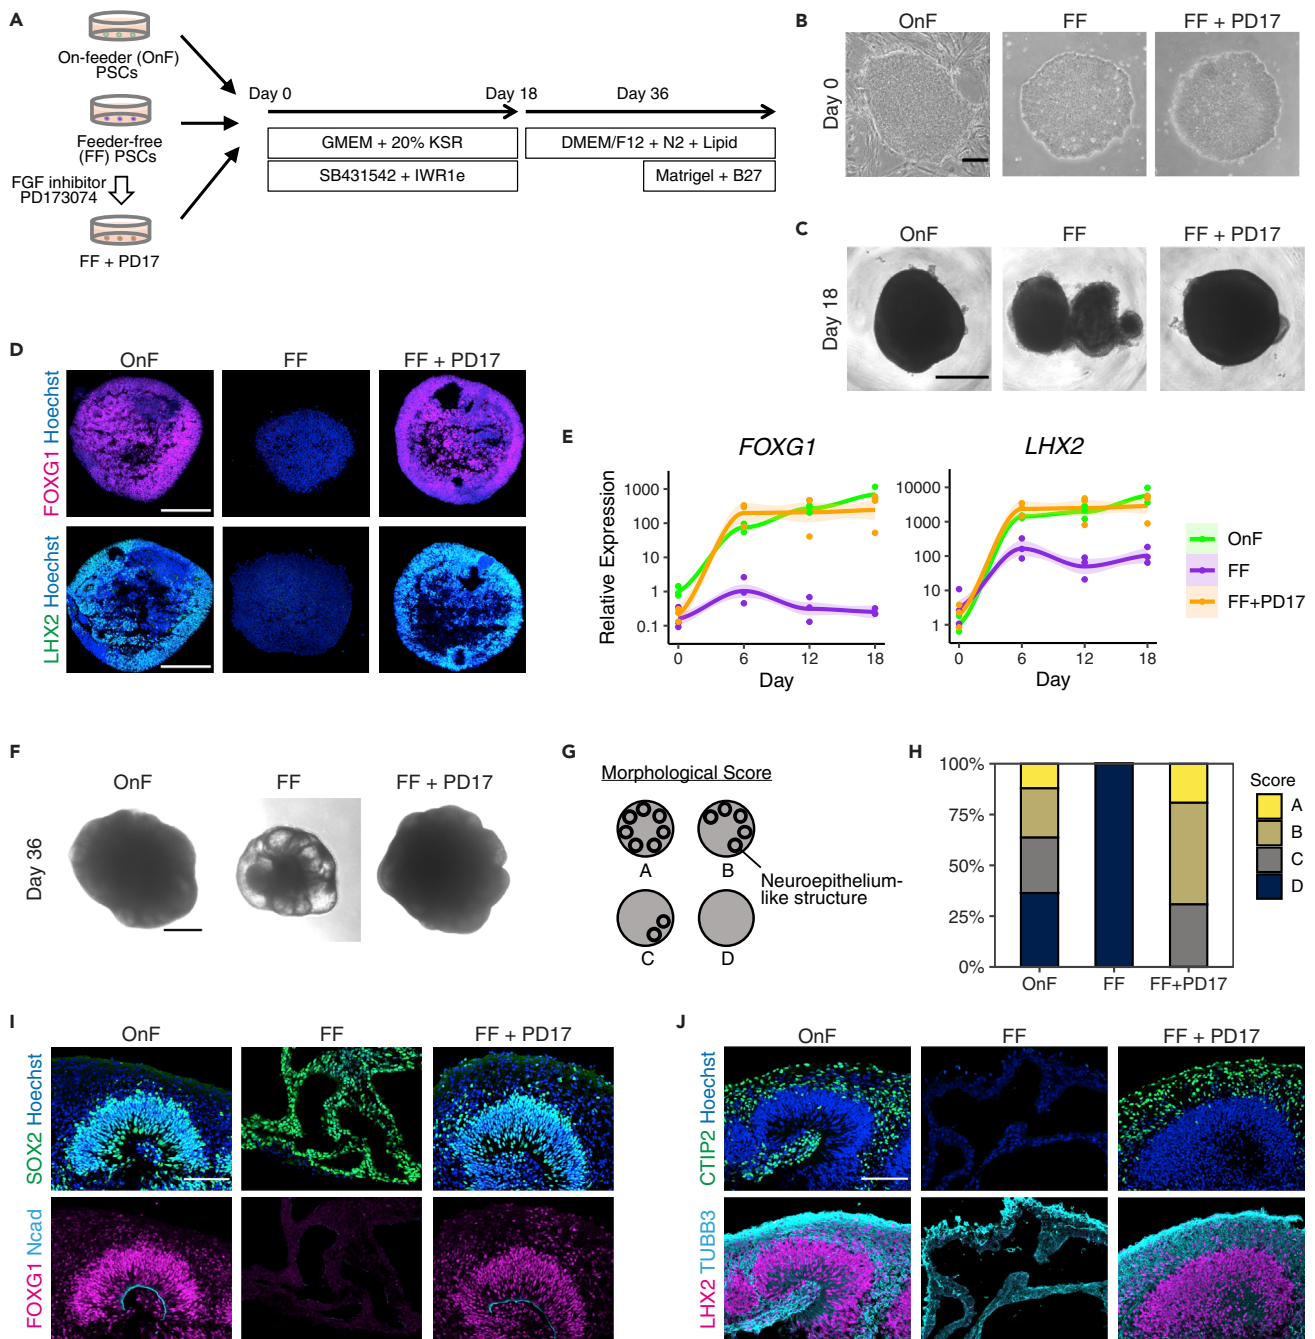 A
On-feeder (OnF)
PSCs
Feeder-free
(FF) PSCs
FGF inhibitor
PD173074
FF + PD17
Day 0
Day 18
Day 36
GMEM + 20% KSR
DMEM/F12 + N2 + Lipid
SB431542 + IWR1e
Matrigel + B27
B
OnF
FF
FF + PD17
Day 0
C
OnF
FF
FF + PD17
Day 18
D
OnF
FF
FF + PD17
FOXG1 Hoechst
LHX2 Hoechst
E
FOXG1
LHX2
Relative Expression
1000
100
10
1
0.1
0
6
12
18
Day
10000
1000
100
10
1
0
6
12
18
Day
OnF
FF
FF+PD17
F
OnF
FF
FF + PD17
Day 36
G
Morphological Score
A
B
Neuroepithelium-
like structure
C
D
H
100%
75%
50%
25%
0%
OnF
FF
FF+PD17
Score
A
B
C
D
I
OnF
FF
FF + PD17
SOX2 Hoechst
FOXG1 Ncad
J
OnF
FF
FF + PD17
CTIP2 Hoechst
LHX2 TUBB3